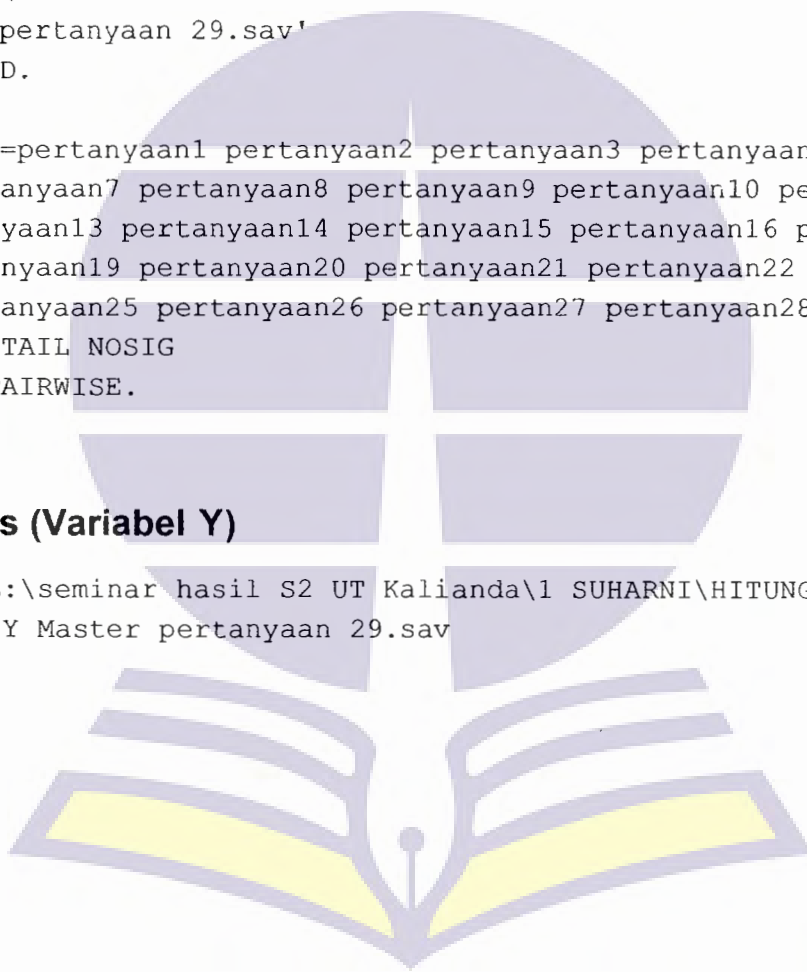 pertanyaan 29.sav'
D.
=pertanyaan1 pertanyaan2 pertanyaan3 pertanyaan
anyaan7 pertanyaan8 pertanyaan9 pertanyaan10 pe
yaan13 pertanyaan14 pertanyaan15 pertanyaan16 p
nyaan19 pertanyaan20 pertanyaan21 pertanyaan22
anyaan25 pertanyaan26 pertanyaan27 pertanyaan28
TAIL NOSIG
AIRWISE.
s (Variabel Y)
:\seminar hasil S2 UT Kalianda\1 SUHARNI\HITUNG
Y Master pertanyaan 29.sav